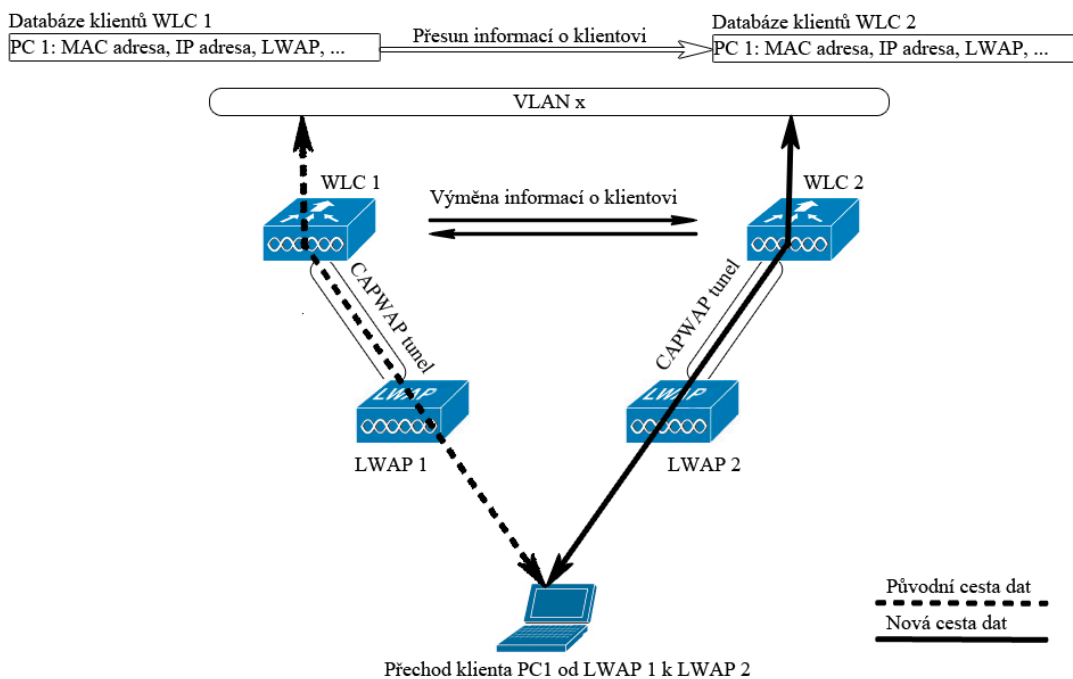 Databáze klientů WLC 1
PC 1: MAC adresa, IP adresa, LWAP, ...
Přesun informací o klientovi
Databáze klientů WLC 2
PC 1: MAC adresa, IP adresa, LWAP, ...
VLAN x
WLC 1
Výměna informací o klientovi
WLC 2
CAPWAP tunel
CAPWAP tunel
LWAP
LWAP
LWAP 1
LWAP 2
Původní cesta dat
Nová cesta dat
Přechod klienta PC1 od LWAP 1 k LWAP 2